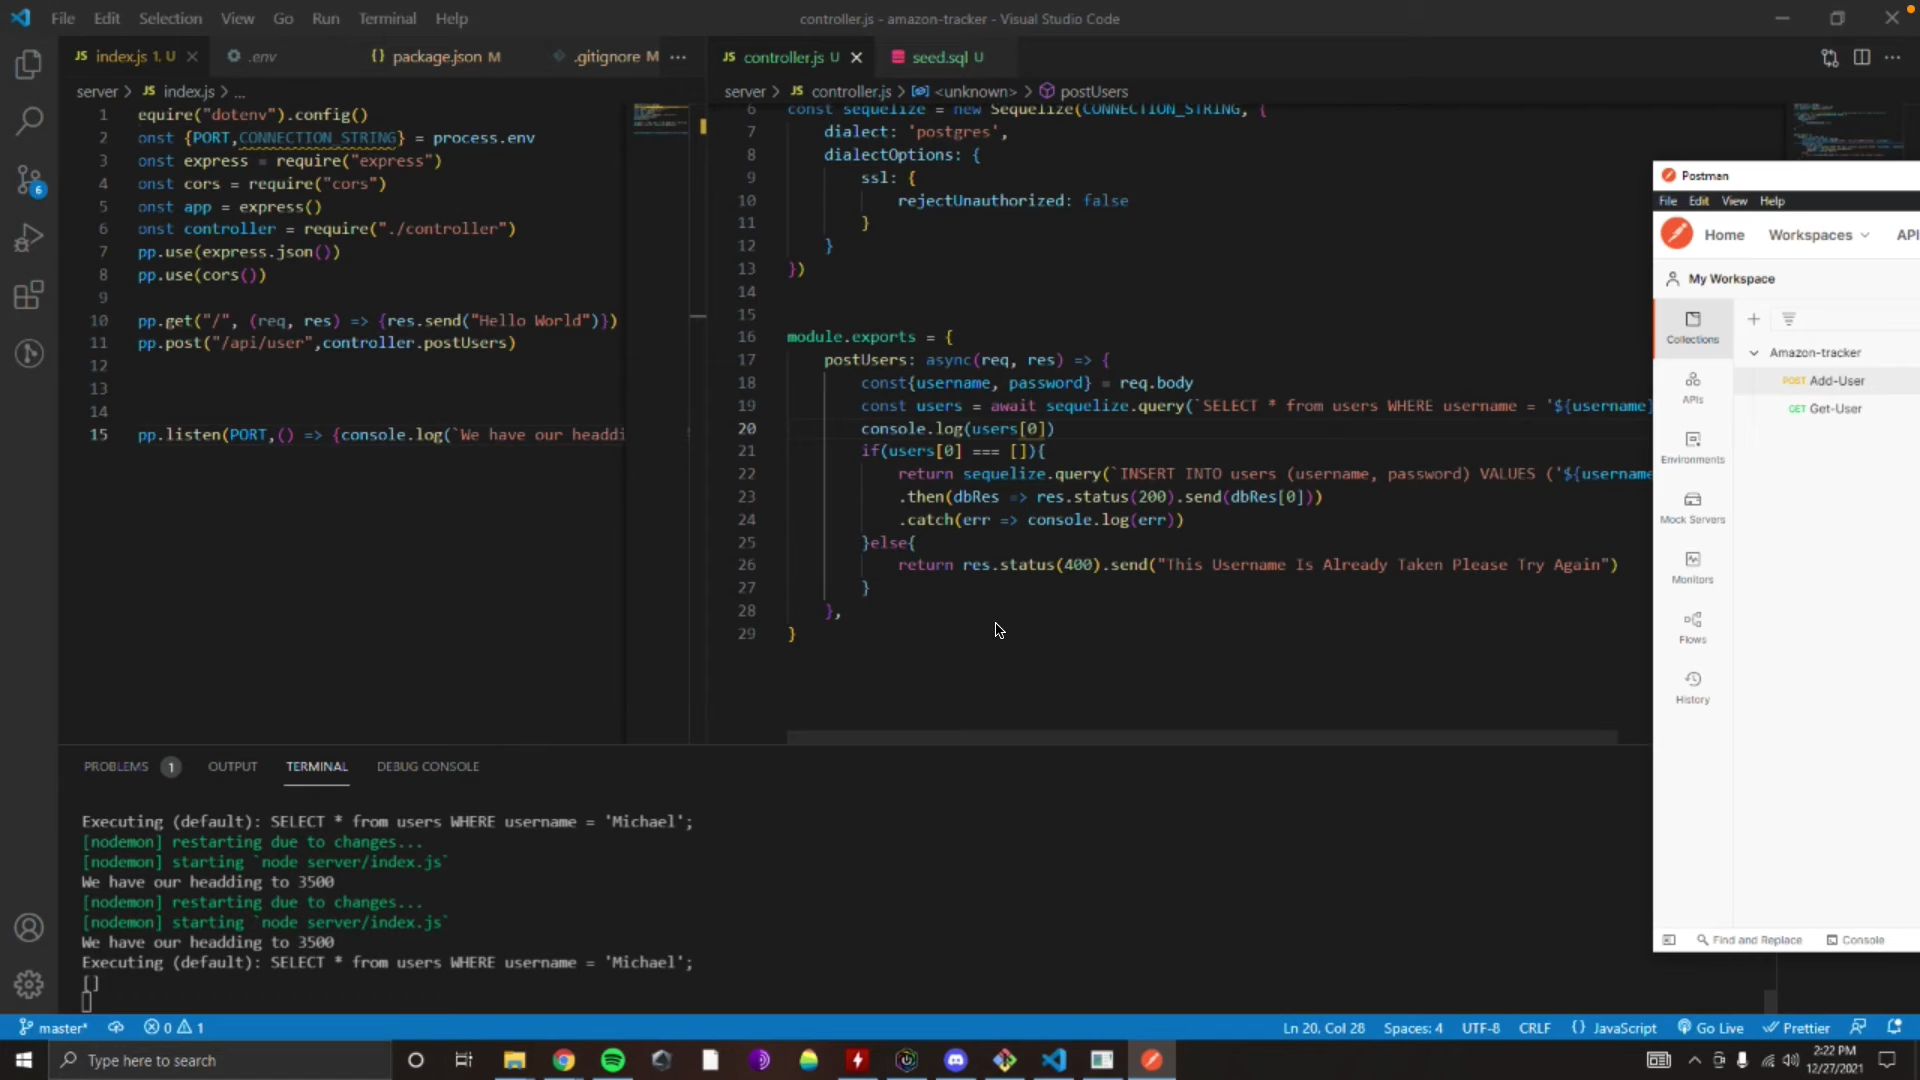 File Edit Selection View Go Run Terminal Help
controller.js - amazon-tracker - Visual Studio Code
JS index.js 1, U
.env
{} package.json M
.gitignore M
JS controller.js U
seed.sql U
server > JS index.js > ...
1 equire("dotenv").config()
2 onst {PORT,CONNECTION_STRING} = process.env
3 onst express = require("express")
4 onst cors = require("cors")
5 onst app = express()
6 onst controller = require("./controller")
7 pp.use(express.json())
8 pp.use(cors())
9
10 pp.get("/", (req, res) => {res.send("Hello World")})
11 pp.post("/api/user",controller.postUsers)
12
13
14
15 pp.listen(PORT,() => {console.log(`We have our headdi
server > JS controller.js > <unknown> > postUsers
6 const sequelize = new Sequelize(CONNECTION_STRING, {
7 dialect: 'postgres',
8 dialectOptions: {
9 ssl: {
10 rejectUnauthorized: false
11 }
12 }
13 })
14
15
16 module.exports = {
17 postUsers: async(req, res) => {
18 const{username, password} = req.body
19 const users = await sequelize.query(`SELECT * from users WHERE username = '${username}
20 console.log(users[0])
21 if(users[0] === []){
22 return sequelize.query(`INSERT INTO users (username, password) VALUES ('${username
23 .then(dbRes => res.status(200).send(dbRes[0]))
24 .catch(err => console.log(err))
25 }else{
26 return res.status(400).send("This Username Is Already Taken Please Try Again")
27 }
28 },
29 }
Postman
File Edit View Help
Home Workspaces API
My Workspace
Collections
APIs
Environments
Mock Servers
Monitors
Flows
History
Amazon-tracker
POST Add-User
GET Get-User
Find and Replace Console
PROBLEMS 1 OUTPUT TERMINAL DEBUG CONSOLE
Executing (default): SELECT * from users WHERE username = 'Michael';
[nodemon] restarting due to changes...
[nodemon] starting `node server/index.js`
We have our headding to 3500
[nodemon] restarting due to changes...
[nodemon] starting `node server/index.js`
We have our headding to 3500
Executing (default): SELECT * from users WHERE username = 'Michael';
[]
6
master* 0 1
Ln 20, Col 28 Spaces: 4 UTF-8 CRLF {} JavaScript Go Live Prettier
Type here to search
2:22 PM
12/27/2021